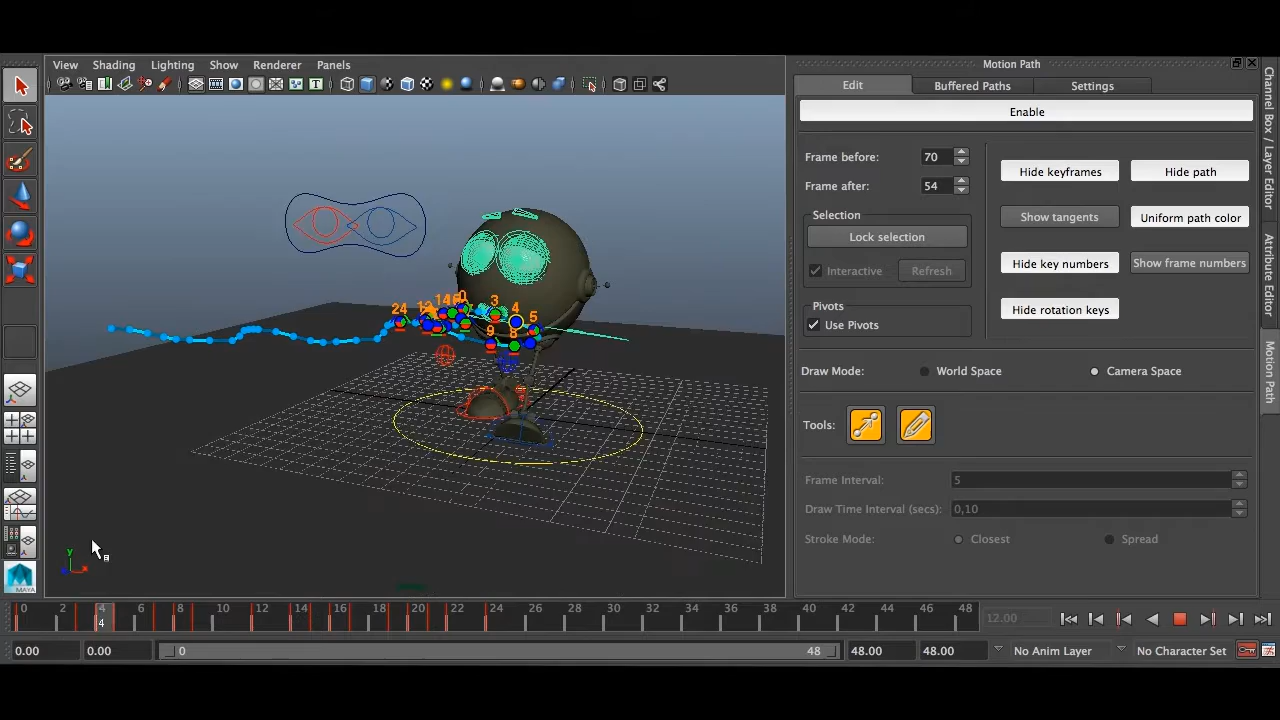 View Shading Lighting Show Renderer Panels
Motion Path
Edit Buffered Paths Settings
Enable
Frame before: 70
Frame after: 54
Hide keyframes Hide path
Selection
Show tangents Uniform path color
Lock selection
Hide key numbers Show frame numbers
Interactive Refresh
Pivots
Hide rotation keys
Use Pivots
Draw Mode: World Space Camera Space
Tools:
Frame Interval: 5
Draw Time Interval (secs): 0,10
Stroke Mode: Closest Spread
Channel Box / Layer Editor
Attribute Editor
Motion Path
24 14 0 3 4 5
9 8
y
MAYA
0 2 4 6 8 10 12 14 16 18 20 22 24 26 28 30 32 34 36 38 40 42 44 46 48
4
12.00
0.00 0.00 0 48 48.00 48.00 No Anim Layer No Character Set